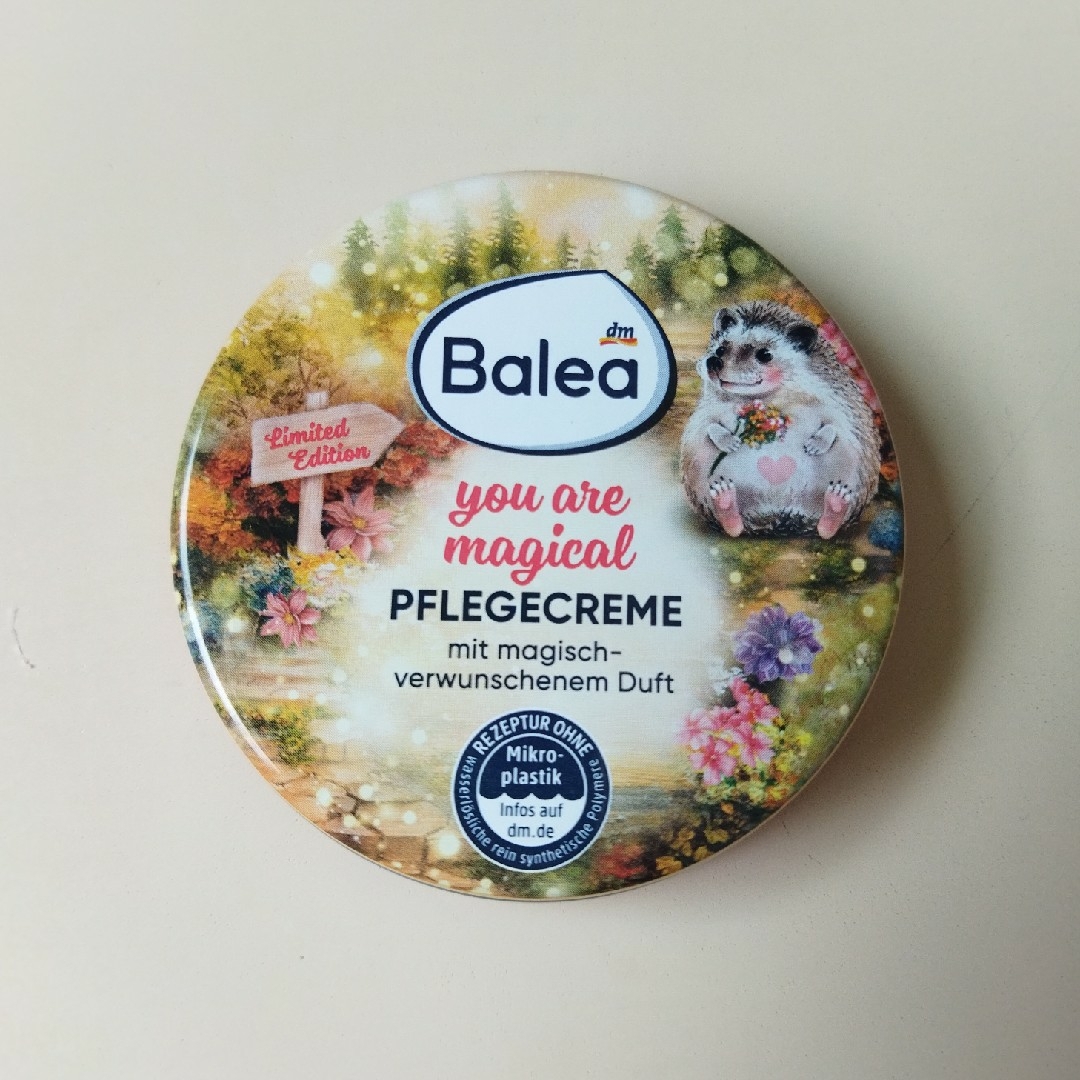 dm
Balea
Limited
Edition
you are
magical
PFLEGECREME
mit magisch-
verwunschenem Duft
REZEPTUR OHNE
Mikro-
plastik
Infos auf
dm.de
wasserlösliche rein synthetische Polymere